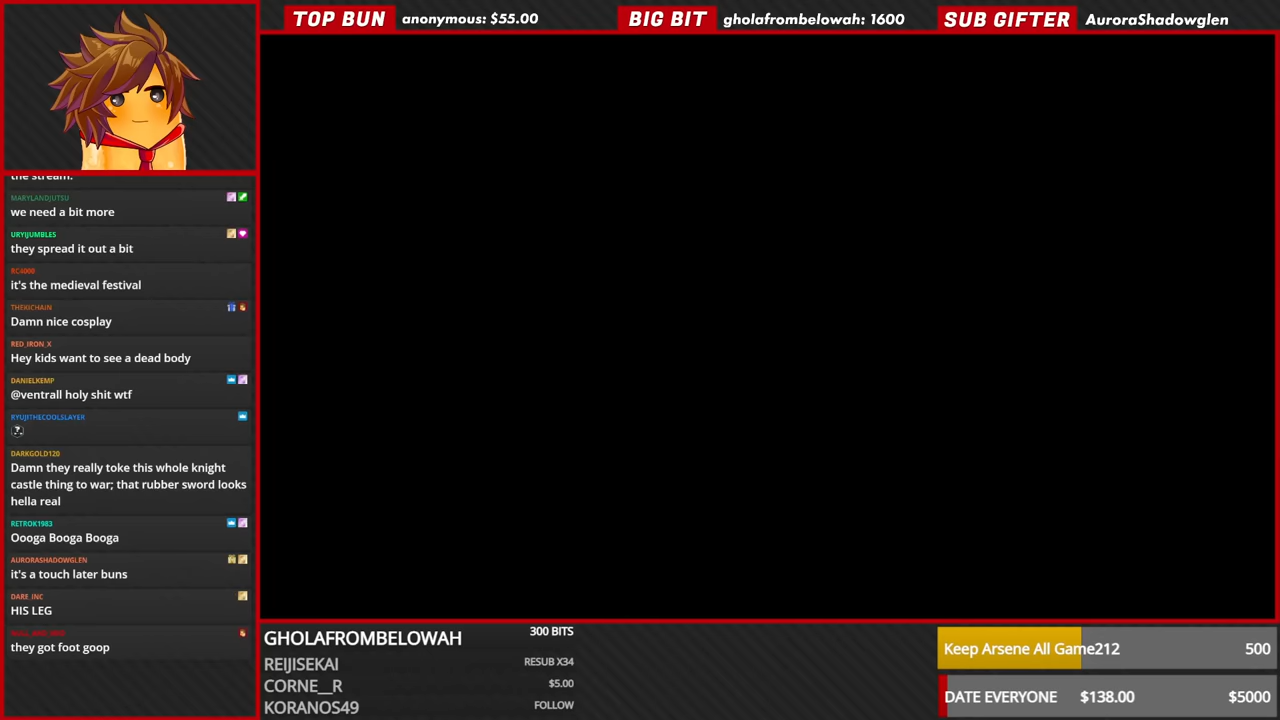 TOP BUN anonymous: $55.00 BIG BIT gholafrombelowah: 1600 SUB GIFTER AuroraShadowglen
the stream.
MARYLANDJUTSU
we need a bit more
URYIJUMBLES
they spread it out a bit
RC4000
it's the medieval festival
THEKICHAIN
Damn nice cosplay
RED_IRON_X
Hey kids want to see a dead body
DANIELKEMP
@ventrall holy shit wtf
RYUJITHECOOLSLAYER
DARKGOLD120
Damn they really toke this whole knight
castle thing to war; that rubber sword looks
hella real
RETROK1983
Oooga Booga Booga
AURORASHADOWGLEN
it's a touch later buns
DARE_INC
HIS LEG
they got foot goop
GHOLAFROMBELOWAH 300 BITS
REIJISEKAI RESUB X34
CORNE__R $5.00
KORANOS49 FOLLOW
Keep Arsene All Game212 500
DATE EVERYONE $138.00 $5000